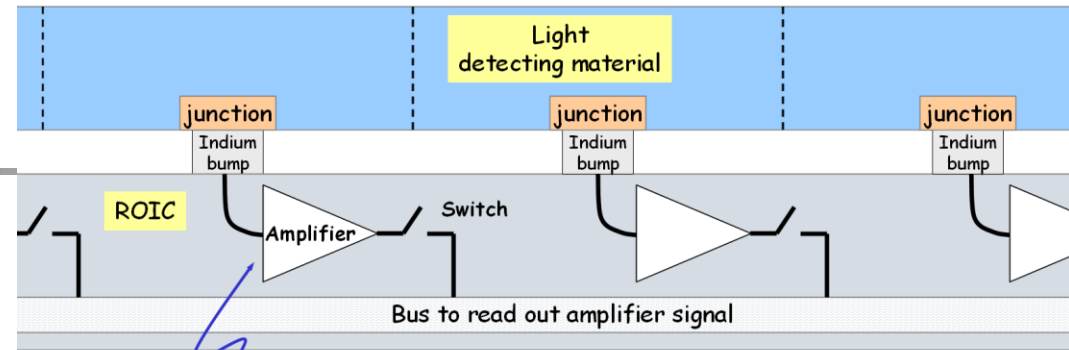 Light
detecting material
junction
junction
junction
Indium
bump
Indium
bump
Indium
bump
ROIC
Amplifier
Switch
Bus to read out amplifier signal